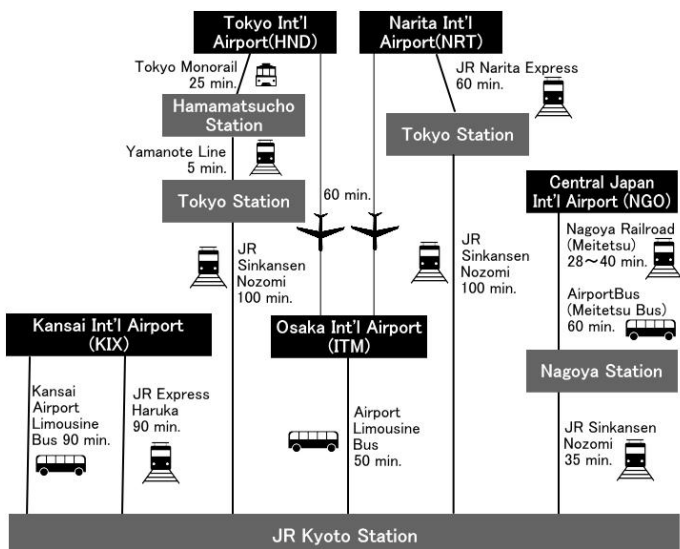 Tokyo Int'l
Airport(HND)
Narita Int'l
Airport(NRT)
Tokyo Monorail
25 min.
JR Narita Express
60 min.
Hamamatsucho
Station
Tokyo Station
Yamanote Line
5 min.
Tokyo Station
60 min.
Central Japan
Int'l Airport (NGO)
JR
Sinkansen
Nozomi
100 min.
JR
Sinkansen
Nozomi
100 min.
Nagoya Railroad
(Meitetsu)
28～40 min.
AirportBus
(Meitetsu Bus)
60 min.
Kansai Int'l Airport
(KIX)
Osaka Int'l Airport
(ITM)
Nagoya Station
Kansai
Airport
Limousine
Bus 90 min.
JR Express
Haruka
90 min.
Airport
Limousine
Bus
50 min.
JR Sinkansen
Nozomi
35 min.
JR Kyoto Station